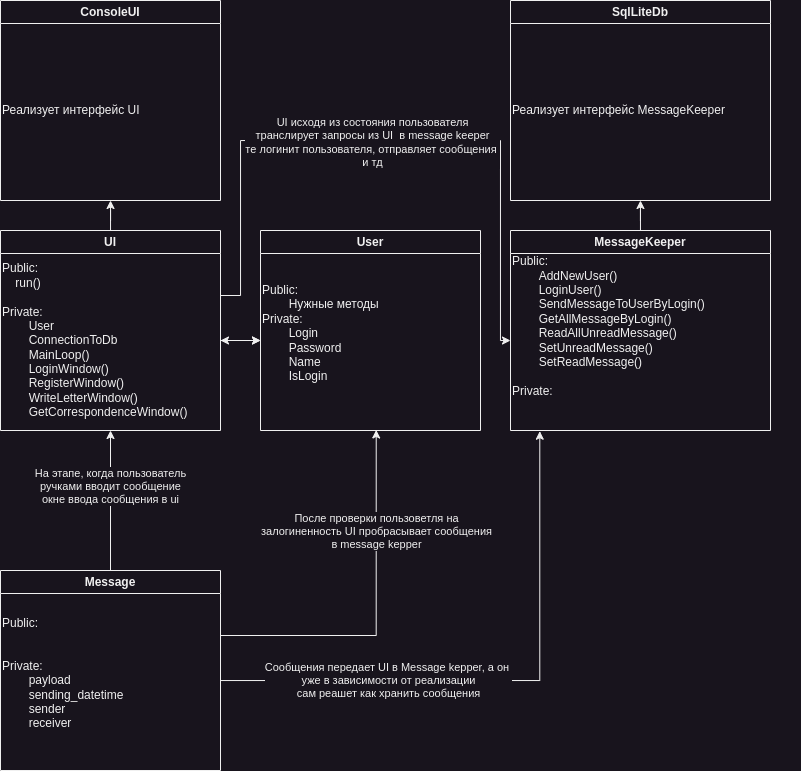 ConsoleUI
Реализует интерфейс UI
SqlLiteDb
Реализует интерфейс MessageKeeper
UI исходя из состояния пользователя
транслирует запросы из UI в message keeper
те логинит пользователя, отправляет сообщения
и тд
UI
Public:
run()
Private:
User
ConnectionToDb
MainLoop()
LoginWindow()
RegisterWindow()
WriteLetterWindow()
GetCorrespondenceWindow()
User
Public:
Нужные методы
Private:
Login
Password
Name
IsLogin
MessageKeeper
Public:
AddNewUser()
LoginUser()
SendMessageToUserByLogin()
GetAllMessageByLogin()
ReadAllUnreadMessage()
SetUnreadMessage()
SetReadMessage()
Private:
На этапе, когда пользователь
ручками вводит сообщение
окне ввода сообщения в ui
После проверки пользоветля на
залогиненность UI пробрасывает сообщения
в message kepper
Message
Public:
Private:
payload
sending_datetime
sender
receiver
Сообщения передает UI в Message kepper, а он
уже в зависимости от реализации
сам реашет как хранить сообщения